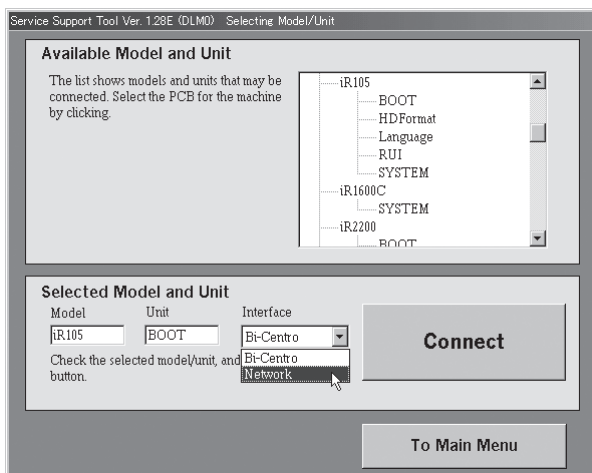 Service Support Tool Ver. 1.28E (DLM0)   Selecting Model/Unit
Available Model and Unit
The list shows models and units that may be
connected. Select the PCB for the machine
by clicking.
iR105
BOOT
HDFormat
Language
RUI
SYSTEM
iR1600C
SYSTEM
iR2200
BOOT
Selected Model and Unit
Model Unit Interface
iR105 BOOT Bi-Centro
Connect
Check the selected model/unit, and
button.
Bi-Centro
Network
To Main Menu